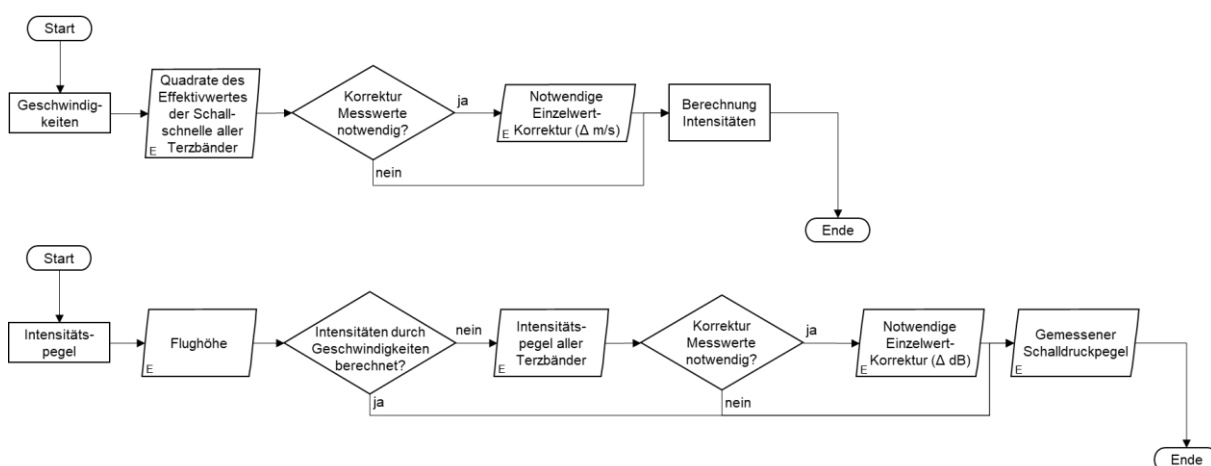 Start
Geschwindig-
keiten
Quadrate des
Effektivwertes
der Schall-
schnelle aller
Terzbänder
E
Korrektur
Messwerte
notwendig?
ja
nein
Notwendige
Einzelwert-
Korrektur (Δ m/s)
E
Berechnung
Intensitäten
Ende
Start
Intensitäts-
pegel
Flughöhe
E
Intensitäten durch
Geschwindigkeiten
berechnet?
nein
ja
Intensitäts-
pegel aller
Terzbänder
E
Korrektur
Messwerte
notwendig?
ja
nein
Notwendige
Einzelwert-
Korrektur (Δ dB)
E
Gemessener
Schalldruckpegel
E
Ende